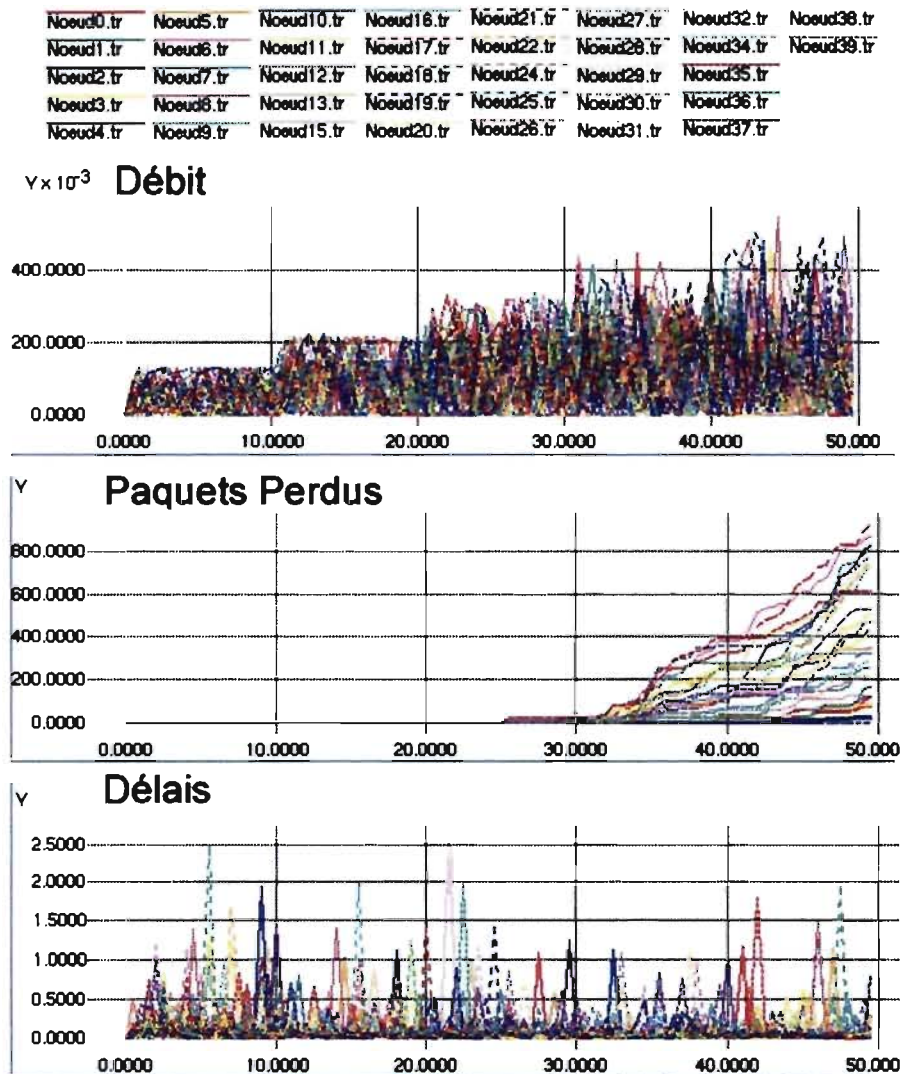 Noeud0.tr Noeud5.tr Noeud10.tr Noeud16.tr Noeud21.tr Noeud27.tr Noeud32.tr Noeud38.tr
Noeud1.tr Noeud6.tr Noeud11.tr Noeud17.tr Noeud22.tr Noeud28.tr Noeud34.tr Noeud39.tr
Noeud2.tr Noeud7.tr Noeud12.tr Noeud18.tr Noeud24.tr Noeud29.tr Noeud35.tr
Noeud3.tr Noeud8.tr Noeud13.tr Noeud19.tr Noeud25.tr Noeud30.tr Noeud36.tr
Noeud4.tr Noeud9.tr Noeud15.tr Noeud20.tr Noeud26.tr Noeud31.tr Noeud37.tr
Y x 10-3 Débit
400.0000
200.0000
0.0000
0.0000 10.0000 20.0000 30.0000 40.0000 50.000
Y Paquets Perdus
800.0000
600.0000
400.0000
200.0000
0.0000
0.0000 10.0000 20.0000 30.0000 40.0000 50.000
Y Délais
2.5000
2.0000
1.5000
1.0000
0.5000
0.0000
0.0000 10.0000 20.0000 30.0000 40.0000 50.000